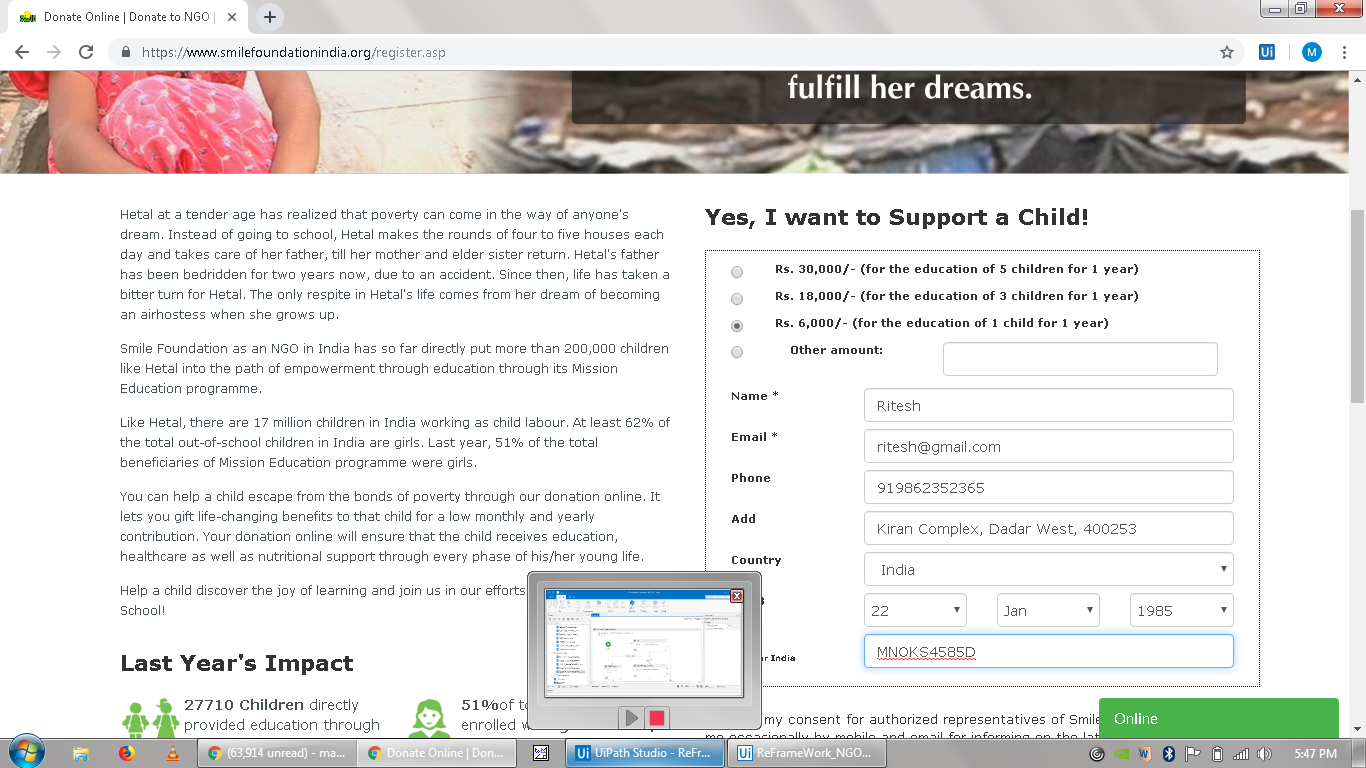 Donate Online | Donate to NGO |
https://www.smilefoundationindia.org/register.asp
Ui
M
fulfill her dreams.
Hetal at a tender age has realized that poverty can come in the way of anyone's
dream. Instead of going to school, Hetal makes the rounds of four to five houses each
day and takes care of her father, till her mother and elder sister return. Hetal's father
has been bedridden for two years now, due to an accident. Since then, life has taken a
bitter turn for Hetal. The only respite in Hetal's life comes from her dream of becoming
an airhostess when she grows up.
Smile Foundation as an NGO in India has so far directly put more than 200,000 children
like Hetal into the path of empowerment through education through its Mission
Education programme.
Like Hetal, there are 17 million children in India working as child labour. At least 62% of
the total out-of-school children in India are girls. Last year, 51% of the total
beneficiaries of Mission Education programme were girls.
You can help a child escape from the bonds of poverty through our donation online. It
lets you gift life-changing benefits to that child for a low monthly and yearly
contribution. Your donation online will ensure that the child receives education,
healthcare as well as nutritional support through every phase of his/her young life.
Help a child discover the joy of learning and join us in our efforts
School!
Last Year's Impact
27710 Children directly
provided education through
51% of to
enrolled w
Yes, I want to Support a Child!
Rs. 30,000/- (for the education of 5 children for 1 year)
Rs. 18,000/- (for the education of 3 children for 1 year)
Rs. 6,000/- (for the education of 1 child for 1 year)
Other amount:
Name *
Ritesh
Email *
ritesh@gmail.com
Phone
919862352365
Add
Kiran Complex, Dadar West, 400253
Country
India
22
Jan
1985
ur India
MNOKS4585D
my consent for authorized representatives of Smile
me occasionally by mobile and email for informing on the lat
Online
(63,914 unread) - ma...
Donate Online | Don...
Ui UiPath Studio - ReFr...
Ui ReFrameWork_NGO...
5:47 PM